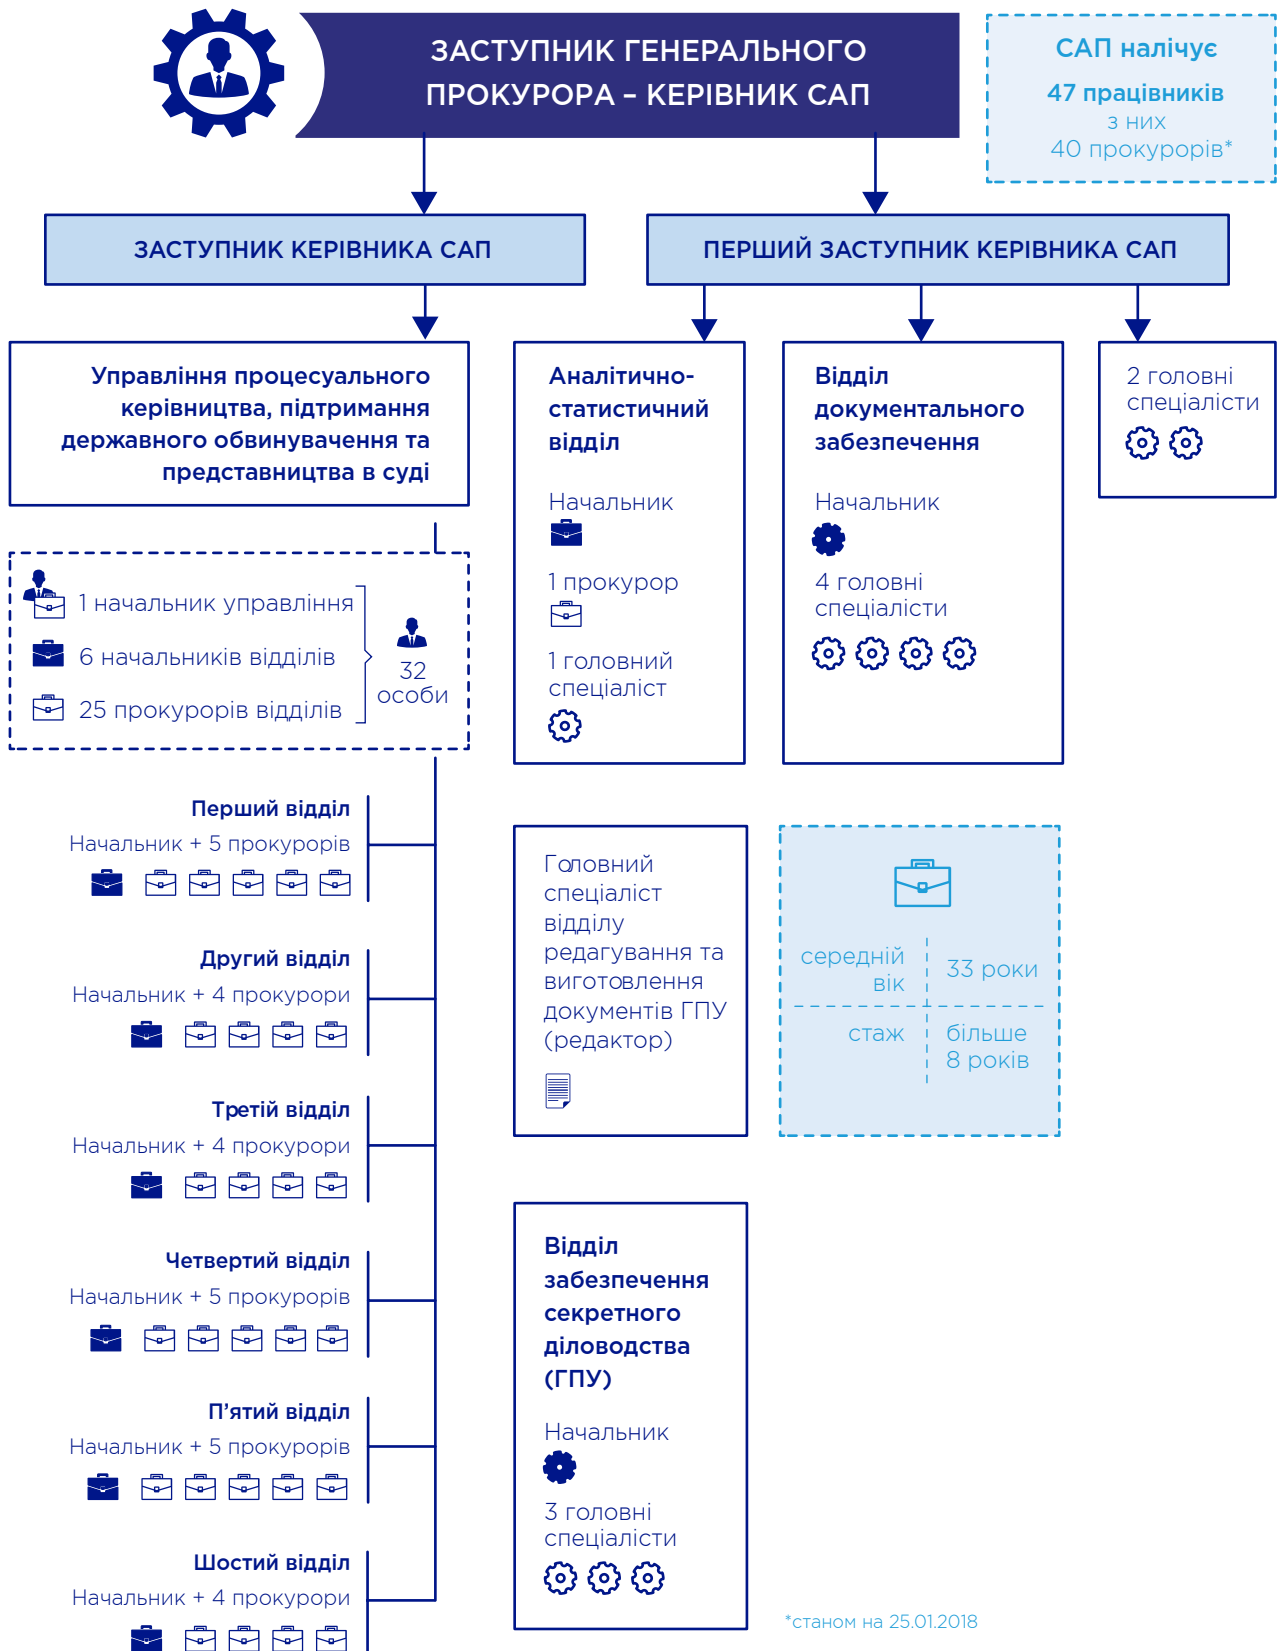 ЗАСТУПНИК ГЕНЕРАЛЬНОГО
ПРОКУРОРА – КЕРІВНИК САП
САП налічує
47 працівників
з них
40 прокурорів*
ЗАСТУПНИК КЕРІВНИКА САП
ПЕРШИЙ ЗАСТУПНИК КЕРІВНИКА САП
Управління процесуального
керівництва, підтримання
державного обвинувачення та
представництва в суді
1 начальник управління
6 начальників відділів
25 прокурорів відділів
32
особи
Перший відділ
Начальник + 5 прокурорів
Другий відділ
Начальник + 4 прокурори
Третій відділ
Начальник + 4 прокурори
Четвертий відділ
Начальник + 5 прокурорів
П’ятий відділ
Начальник + 5 прокурорів
Шостий відділ
Начальник + 4 прокурори
Аналітично-
статистичний
відділ
Начальник
1 прокурор
1 головний
спеціаліст
Відділ
документального
забезпечення
Начальник
4 головні
спеціалісти
2 головні
спеціалісти
Головний
спеціаліст
відділу
редагування та
виготовлення
документів ГПУ
(редактор)
середній
вік
33 роки
стаж
більше
8 років
Відділ
забезпечення
секретного
діловодства
(ГПУ)
Начальник
3 головні
спеціалісти
*станом на 25.01.2018